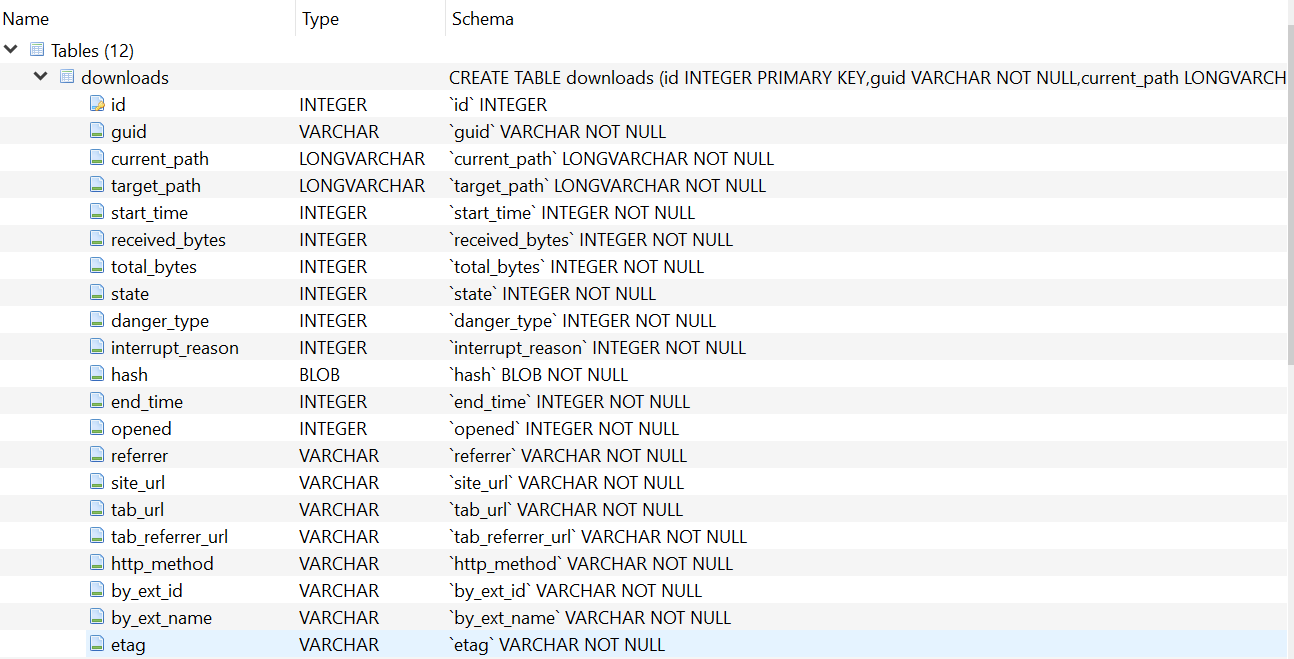 Name Type Schema
Tables (12)
downloads CREATE TABLE downloads (id INTEGER PRIMARY KEY,guid VARCHAR NOT NULL,current_path LONGVARCH
id INTEGER `id` INTEGER
guid VARCHAR `guid` VARCHAR NOT NULL
current_path LONGVARCHAR `current_path` LONGVARCHAR NOT NULL
target_path LONGVARCHAR `target_path` LONGVARCHAR NOT NULL
start_time INTEGER `start_time` INTEGER NOT NULL
received_bytes INTEGER `received_bytes` INTEGER NOT NULL
total_bytes INTEGER `total_bytes` INTEGER NOT NULL
state INTEGER `state` INTEGER NOT NULL
danger_type INTEGER `danger_type` INTEGER NOT NULL
interrupt_reason INTEGER `interrupt_reason` INTEGER NOT NULL
hash BLOB `hash` BLOB NOT NULL
end_time INTEGER `end_time` INTEGER NOT NULL
opened INTEGER `opened` INTEGER NOT NULL
referrer VARCHAR `referrer` VARCHAR NOT NULL
site_url VARCHAR `site_url` VARCHAR NOT NULL
tab_url VARCHAR `tab_url` VARCHAR NOT NULL
tab_referrer_url VARCHAR `tab_referrer_url` VARCHAR NOT NULL
http_method VARCHAR `http_method` VARCHAR NOT NULL
by_ext_id VARCHAR `by_ext_id` VARCHAR NOT NULL
by_ext_name VARCHAR `by_ext_name` VARCHAR NOT NULL
etag VARCHAR `etag` VARCHAR NOT NULL